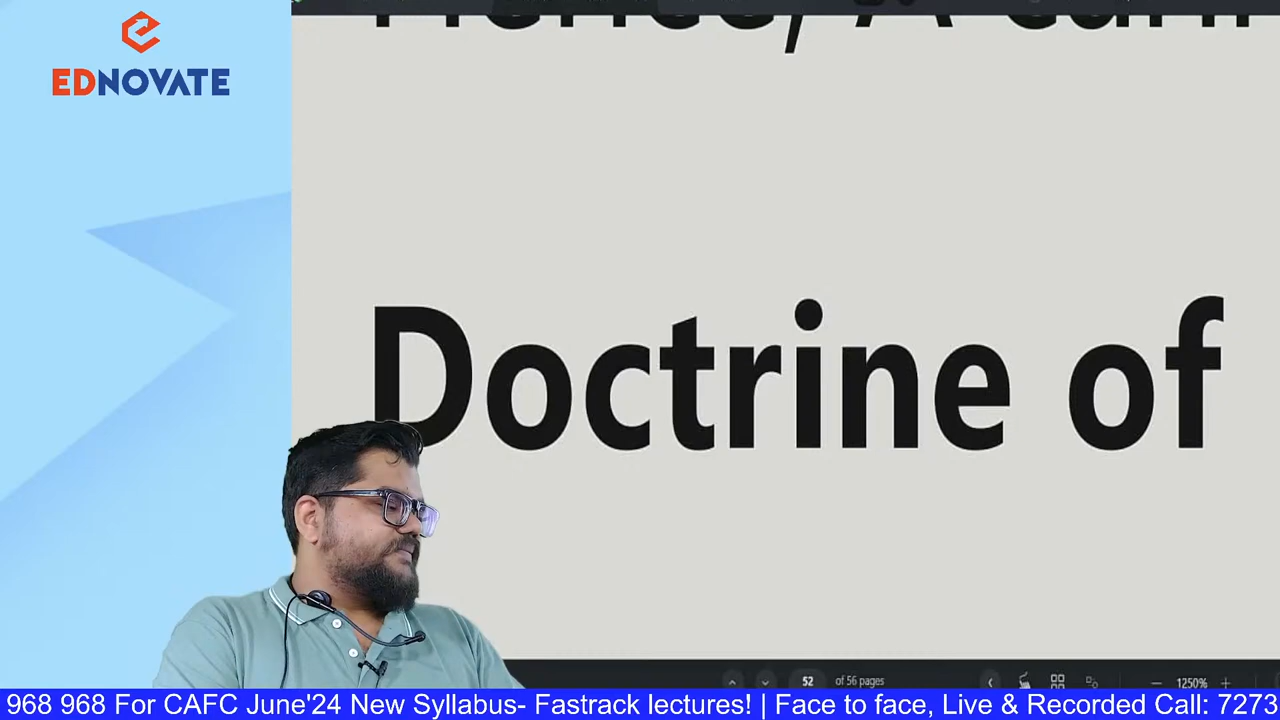 EDNOVATE
Hence, A
Doctrine of
52 of 56 pages
1250%
968 968 For CAFC June'24 New Syllabus- Fastrack lectures! | Face to face, Live & Recorded Call: 7273